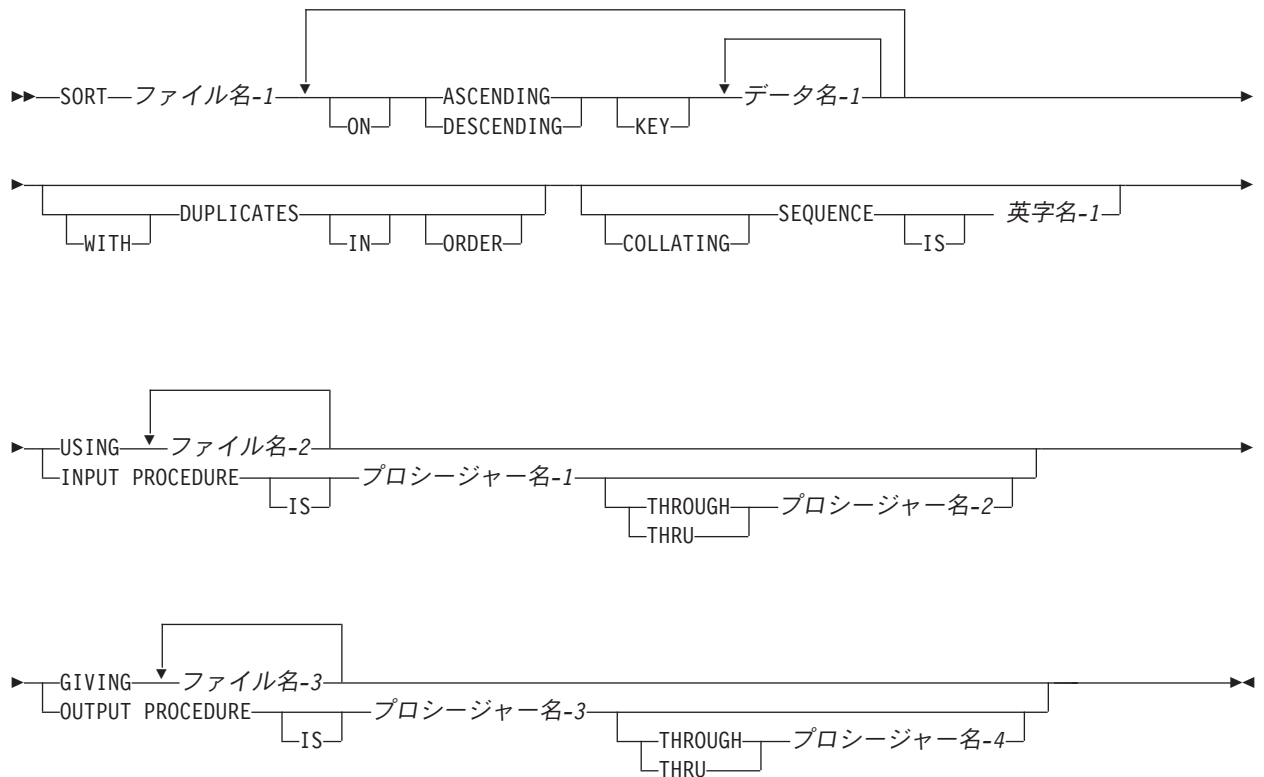 SORT ファイル名-1 ASCENDING データ名-1
ON DESCENDING KEY
DUPLICATES SEQUENCE 英字名-1
WITH IN ORDER COLLATING IS
USING ファイル名-2
INPUT PROCEDURE プロシージャー名-1
IS THROUGH プロシージャー名-2
THRU
GIVING ファイル名-3
OUTPUT PROCEDURE プロシージャー名-3
IS THROUGH プロシージャー名-4
THRU